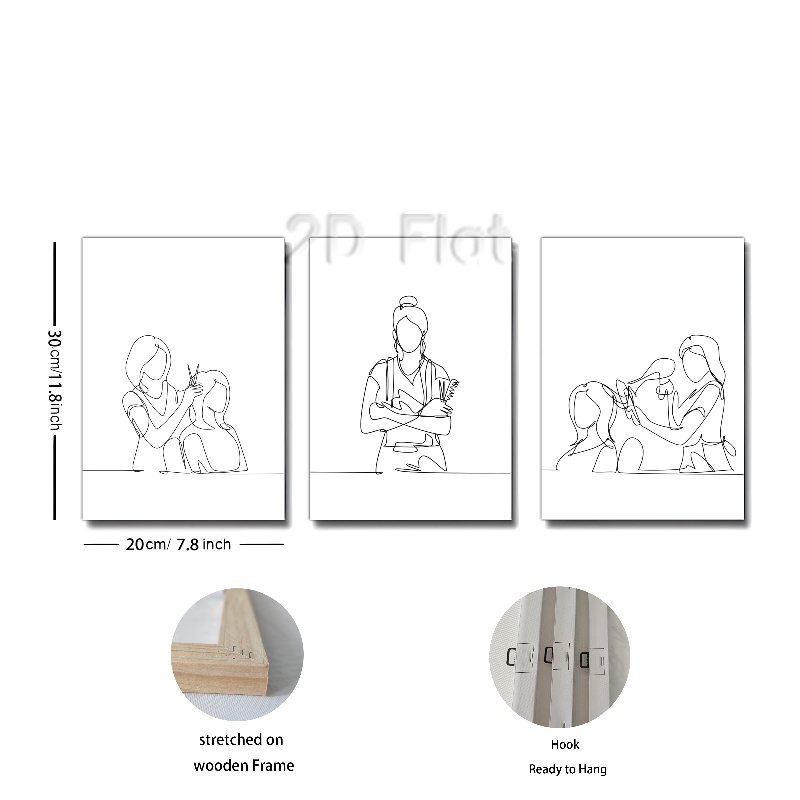 2D Flat
30cm/11.8inch
20cm/ 7.8 inch
stretched on
wooden Frame
Hook
Ready to Hang